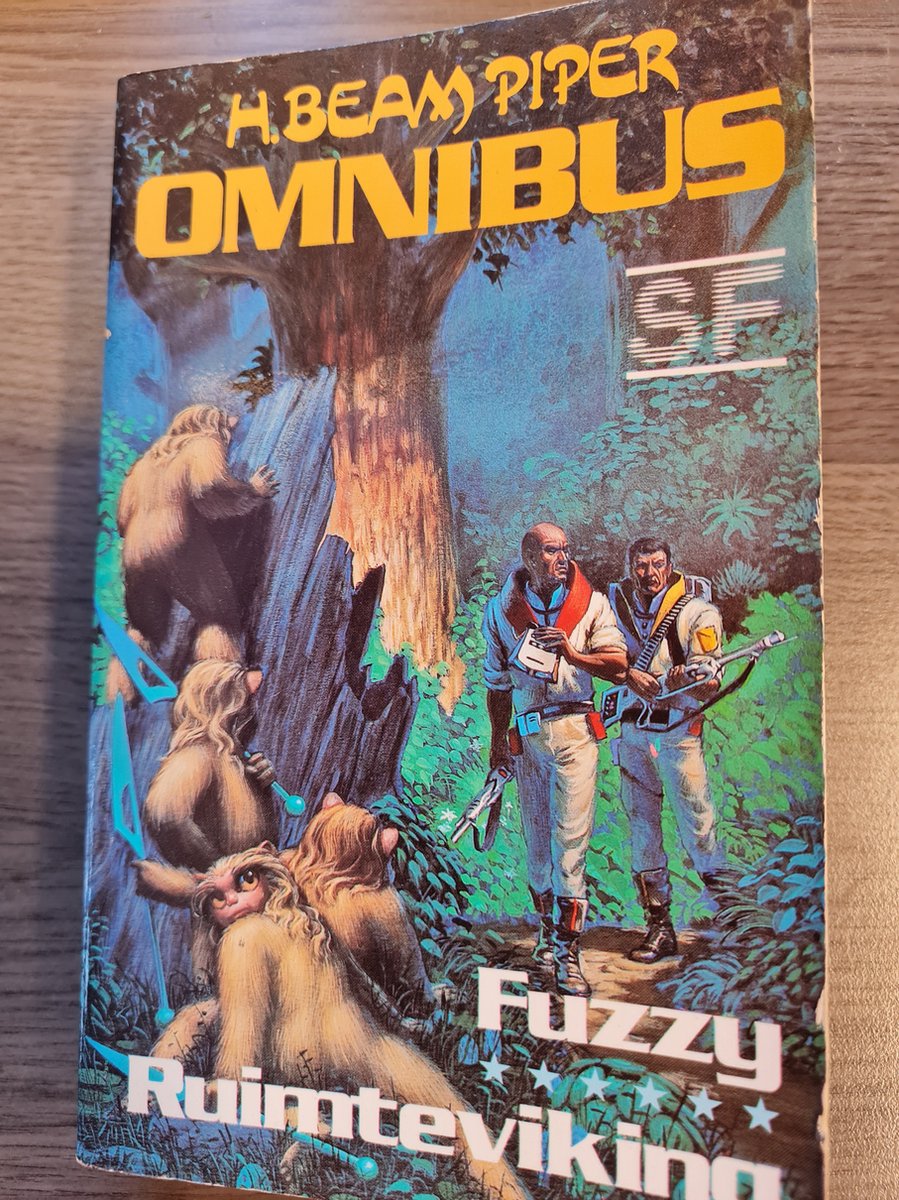 H. BEAM PIPER
OMNIBUS
SF
Fuzzy
Ruimteviking